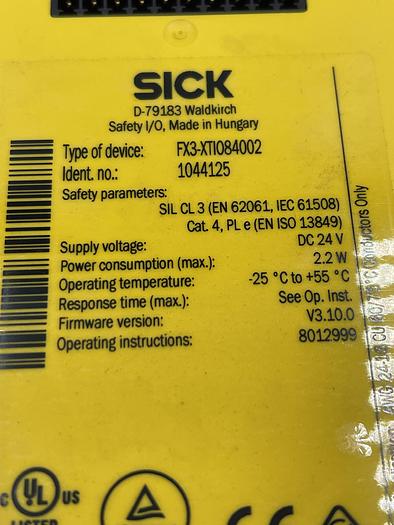 SICK
D-79183 Waldkirch
Safety I/O, Made in Hungary
Type of device: FX3-XTIO84002
Ident. no.: 1044125
Safety parameters:
SIL CL 3 (EN 62061, IEC 61508)
Cat. 4, PL e (EN ISO 13849)
Supply voltage: DC 24 V
Power consumption (max.): 2.2 W
Operating temperature: -25 °C to +55 °C
Response time (max.): See Op. Inst.
Firmware version: V3.10.0
Operating instructions: 8012999
Conductors Only
C UL US
LISTED
CE